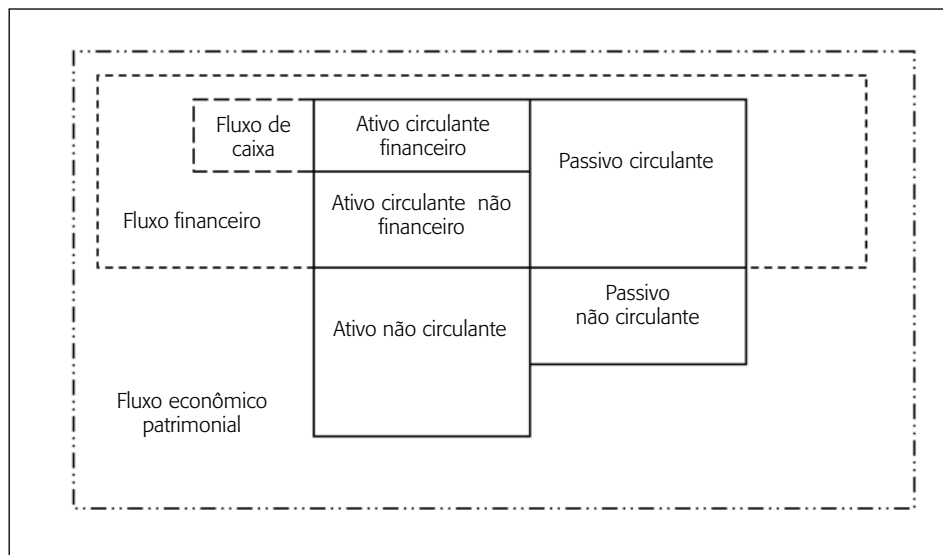 Fluxo de
caixa
Ativo circulante
financeiro
Passivo circulante
Fluxo financeiro
Ativo circulante não
financeiro
Ativo não circulante
Passivo
não circulante
Fluxo econômico
patrimonial